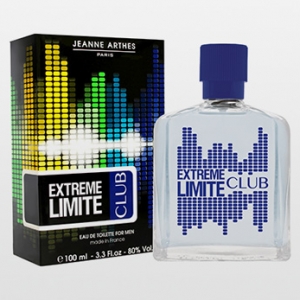 JEANNE ARTHES
PARIS
EXTREME
LIMITE
CLUB
EAU DE TOILETTE FOR MEN
made in France
℮ 100 ml - 3.3 Fl.oz - 80% Vol.
EXTREME
LIMITE CLUB